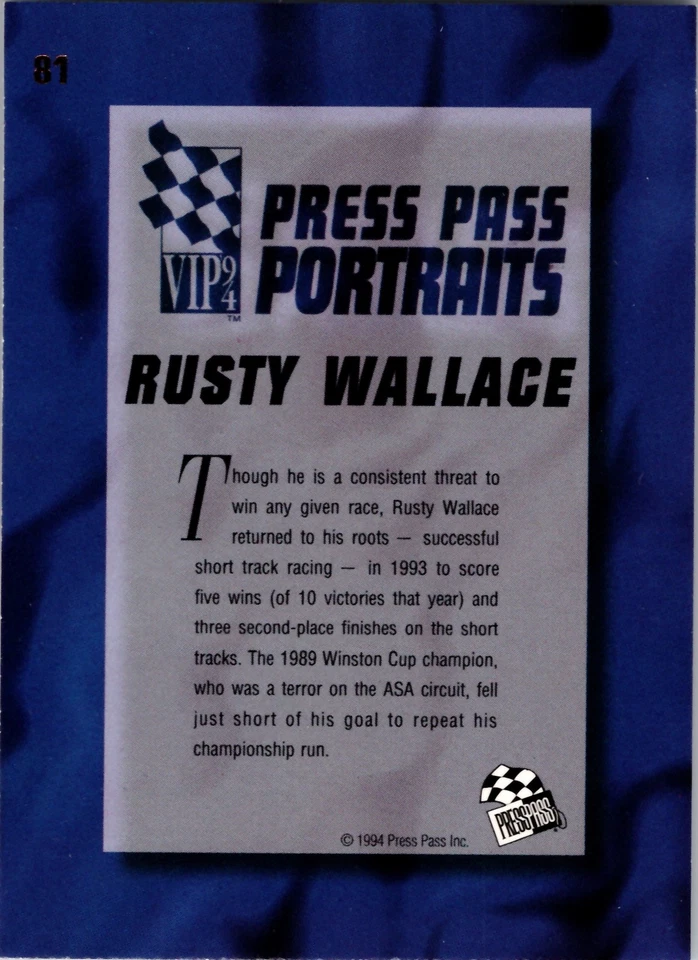 81
VIP 9/4
TM
PRESS PASS
PORTRAITS
RUSTY WALLACE
Though he is a consistent threat to
win any given race, Rusty Wallace
returned to his roots — successful
short track racing — in 1993 to score
five wins (of 10 victories that year) and
three second-place finishes on the short
tracks. The 1989 Winston Cup champion,
who was a terror on the ASA circuit, fell
just short of his goal to repeat his
championship run.
PRESS PASS
© 1994 Press Pass Inc.